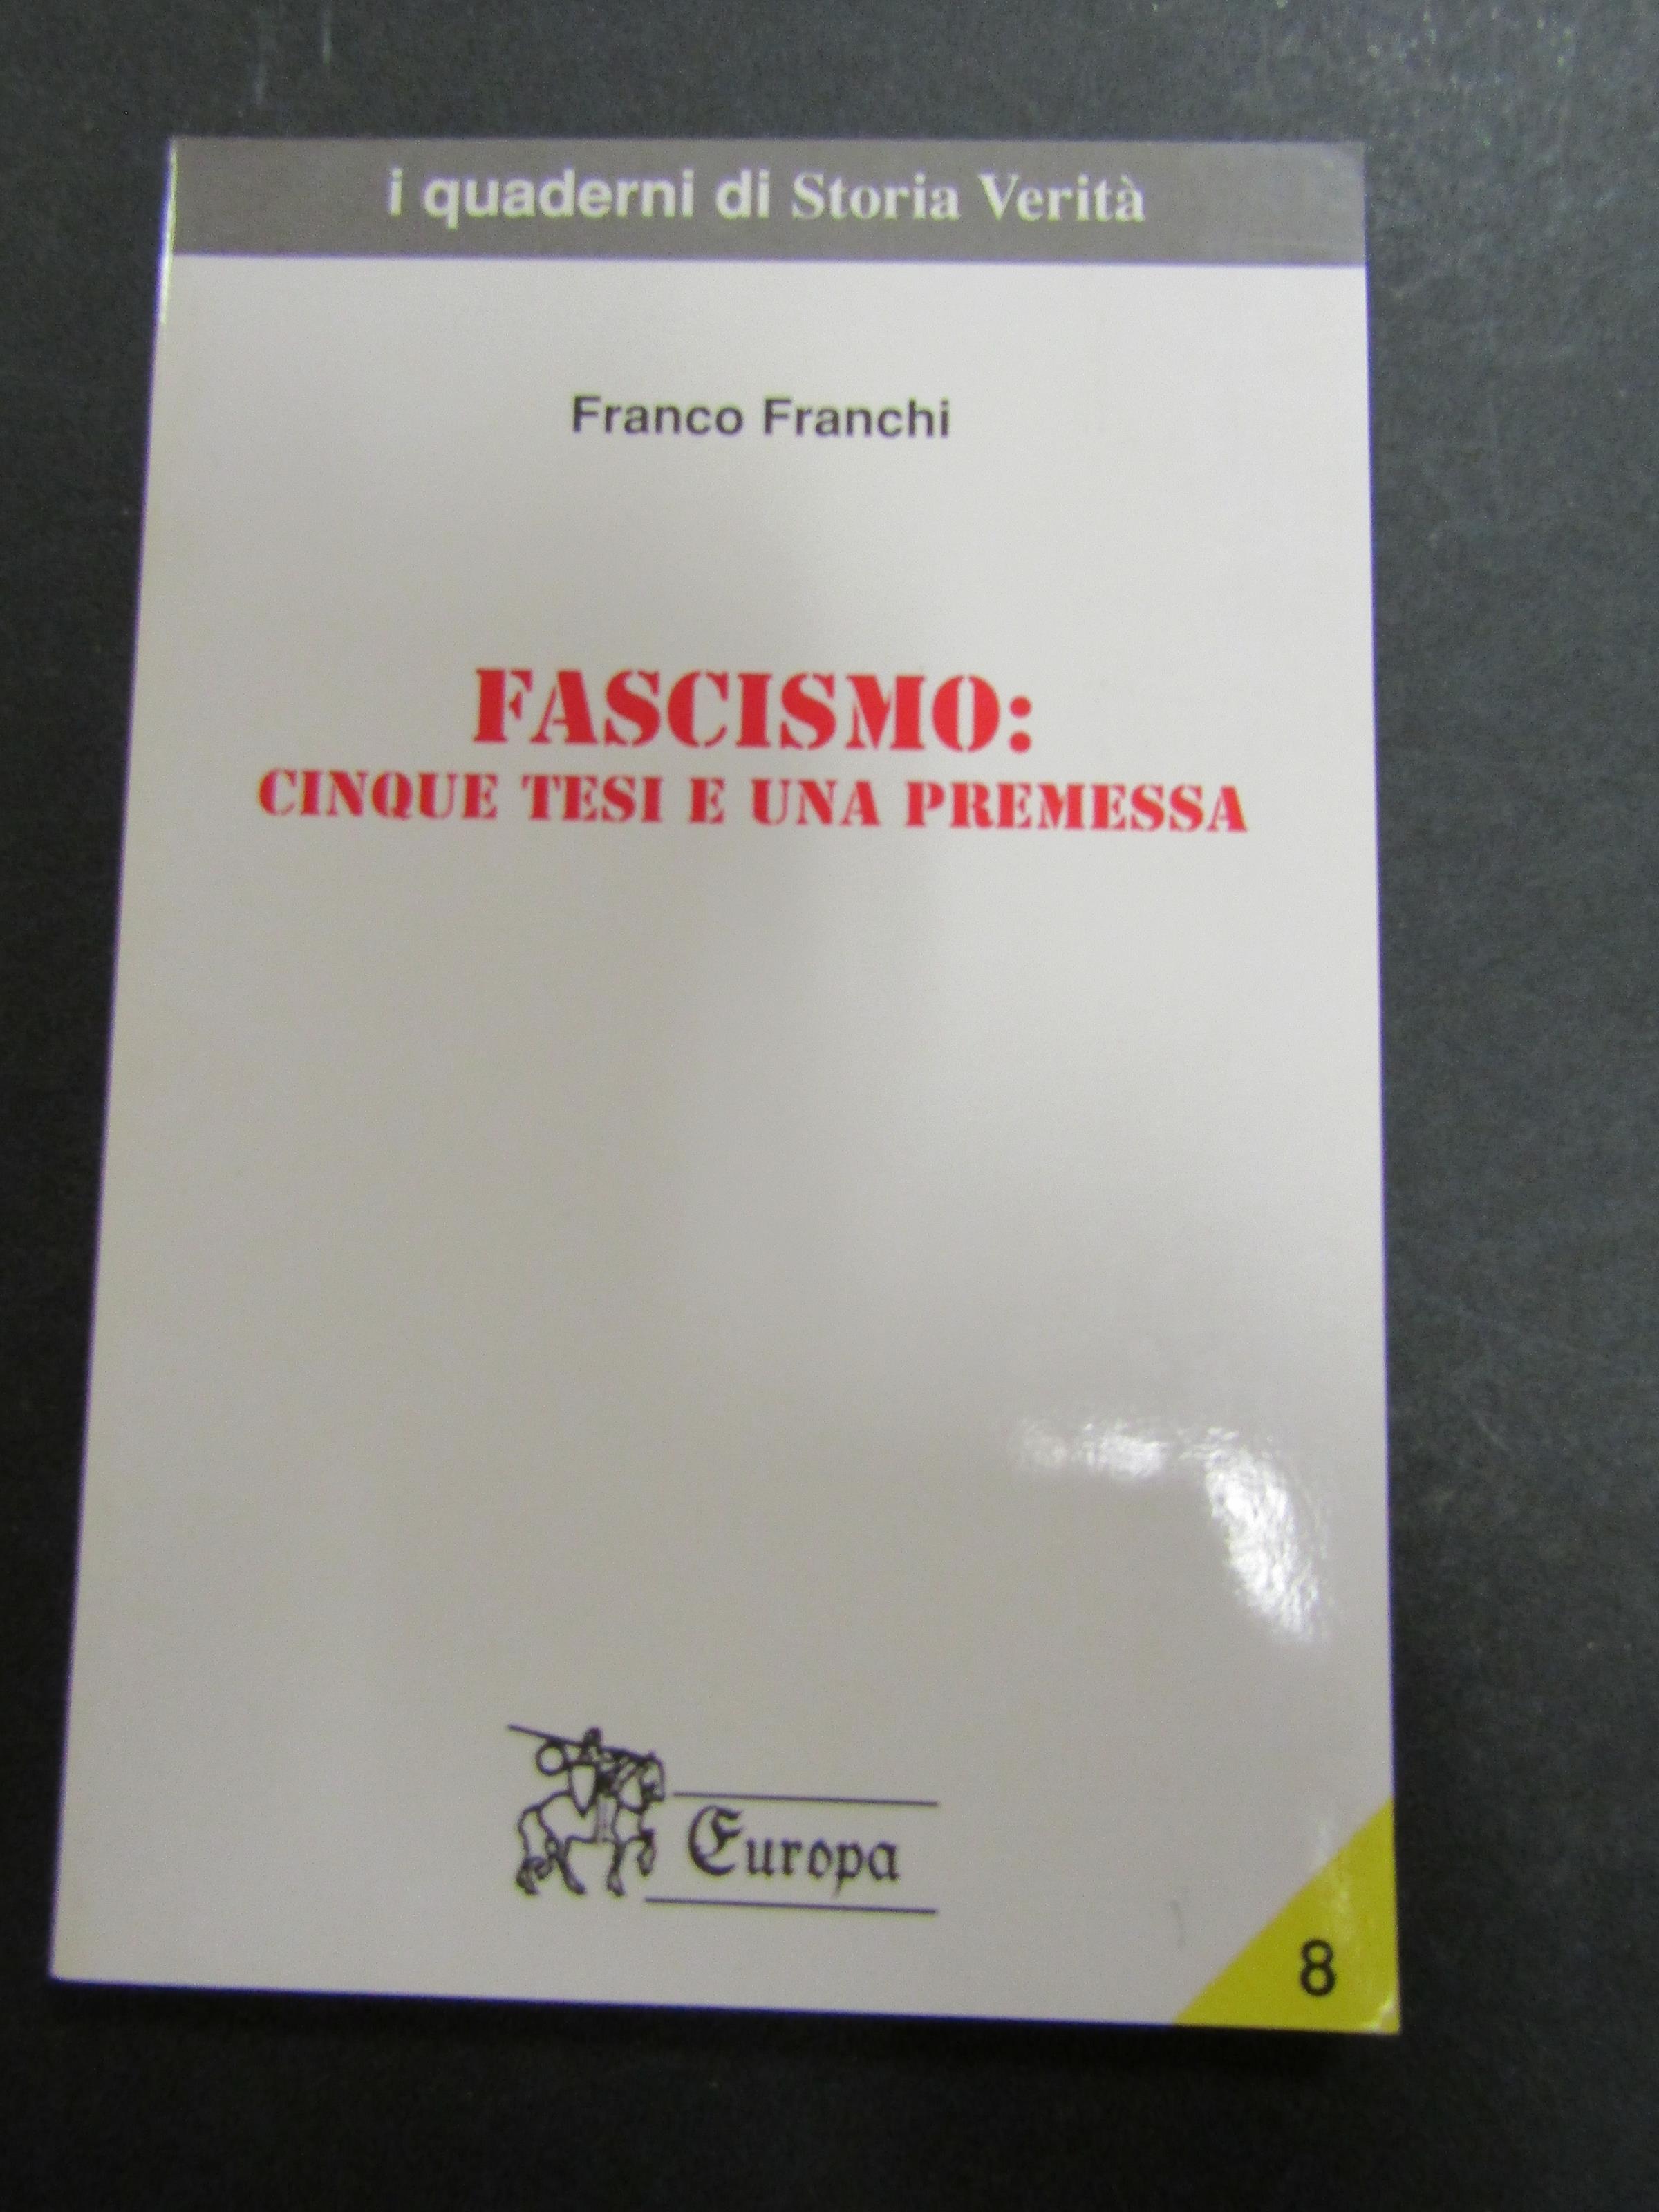 i quaderni di Storia Verità
Franco Franchi
FASCISMO:
CINQUE TESI E UNA PREMESSA
Europa
8